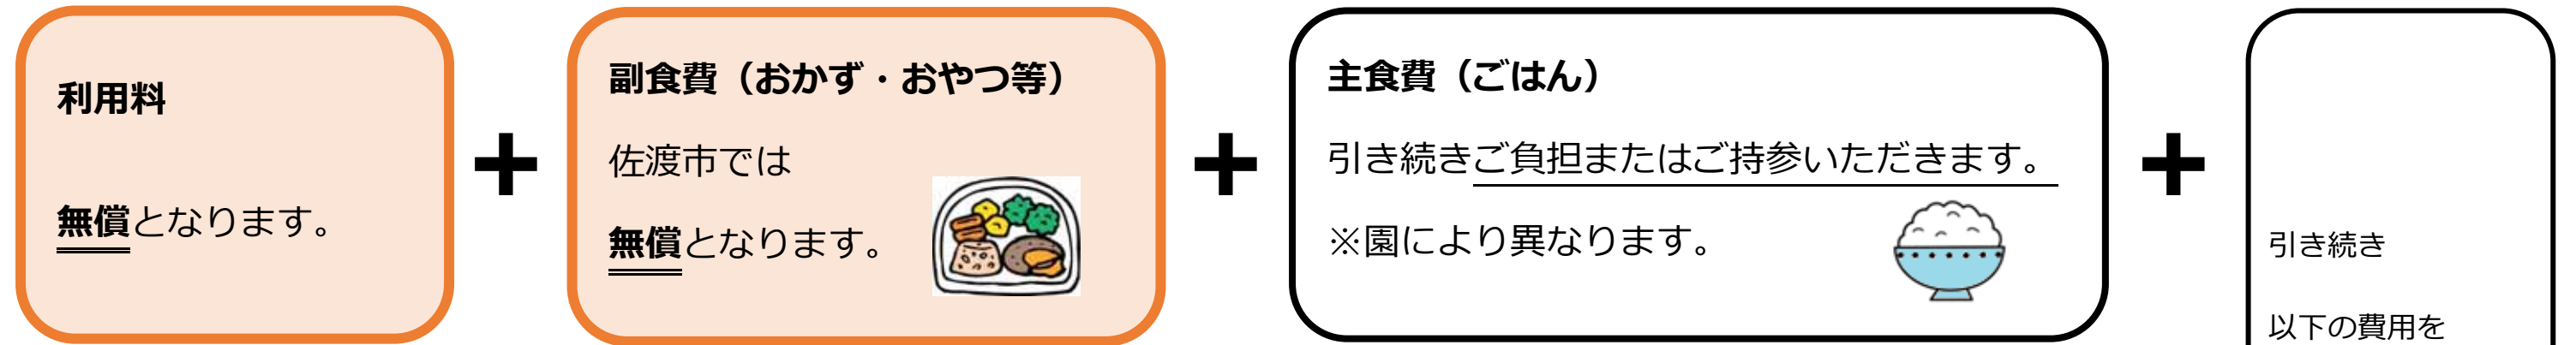 利用料
無償となります。
副食費（おかず・おやつ等）
佐渡市では
無償となります。
主食費（ごはん）
引き続きご負担またはご持参いただきます。
※園により異なります。
引き続き
以下の費用を